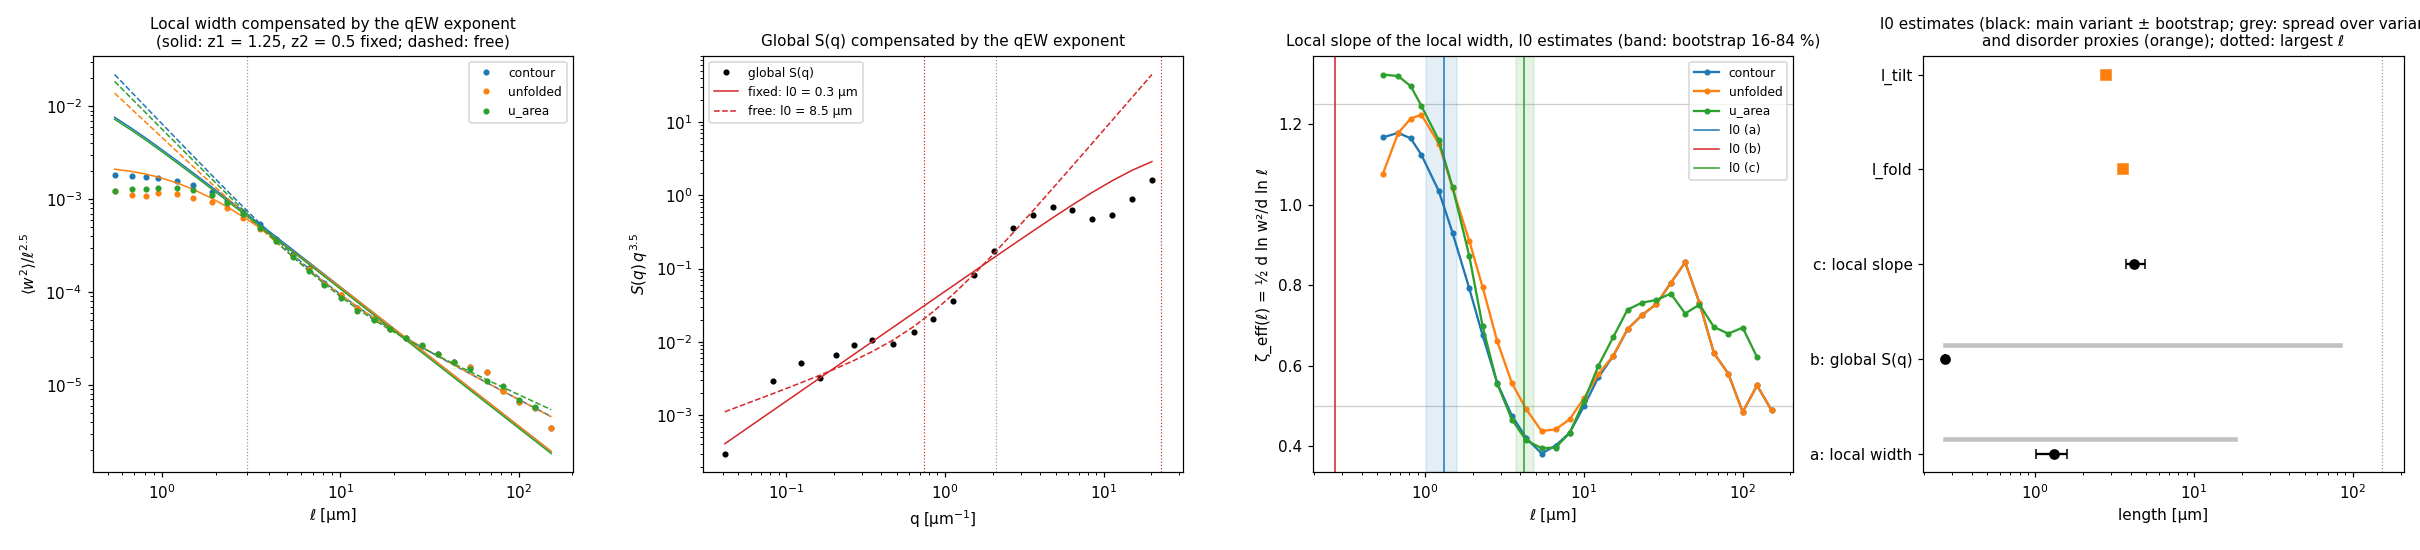 Local width compensated by the qEW exponent
(solid: z1 = 1.25, z2 = 0.5 fixed; dashed: free)
contour
unfolded
u_area
10⁻²
10⁻³
10⁻⁴
10⁻⁵
⟨w²⟩/ℓ^2.5
10⁰
10¹
10²
ℓ [μm]
Global S(q) compensated by the qEW exponent
global S(q)
fixed: l0 = 0.3 μm
free: l0 = 8.5 μm
10¹
10⁰
10⁻¹
10⁻²
10⁻³
S(q) q^3.5
10⁻¹
10⁰
10¹
q [μm⁻¹]
Local slope of the local width, l0 estimates (band: bootstrap 16-84 %)
contour
unfolded
u_area
l0 (a)
l0 (b)
l0 (c)
1.2
1.0
0.8
0.6
0.4
ζ_eff(ℓ) = ½ d ln w²/d ln ℓ
10⁰
10¹
10²
ℓ [μm]
l0 estimates (black: main variant ± bootstrap; grey: spread over varian
and disorder proxies (orange); dotted: largest ℓ
l_tilt
l_fold
c: local slope
b: global S(q)
a: local width
10⁰
10¹
10²
length [μm]